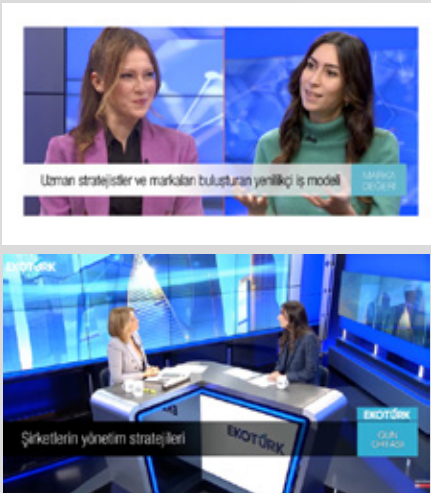 Uzman stratejistler ve markaları buluşturan yenilikçi iş modeli
MARKA
DEĞERİ
EKOTÜRK
EKOTÜRK
Şirketlerin yönetim stratejileri
EKOTÜRK
GÜN
ORTASI